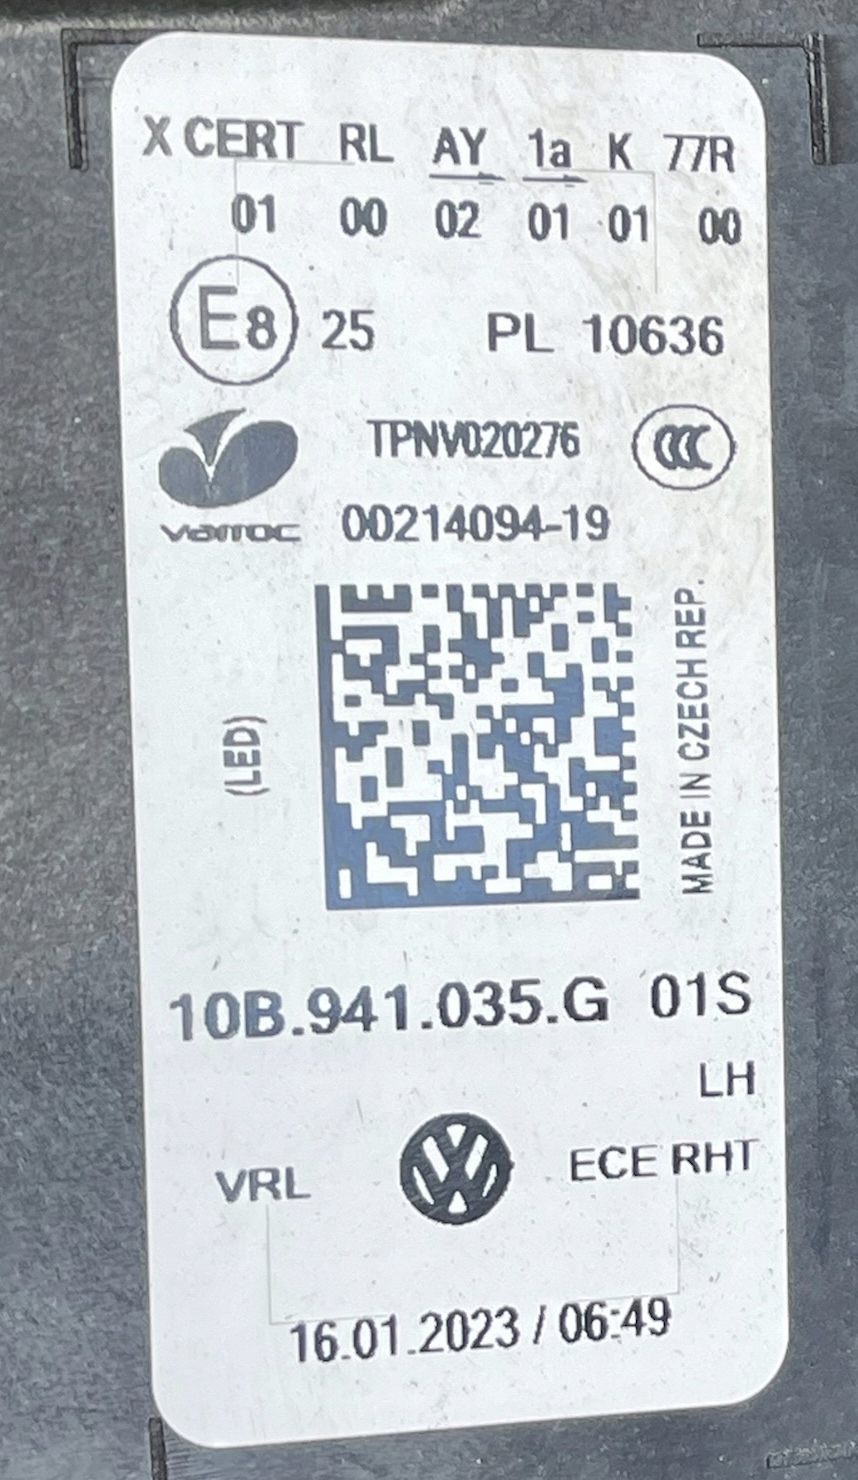 X CERT RL AY 1a K 77R
01 00 02 01 01 00
E8 25 PL 10636
TPNV020276 CCC
varroc 00214094-19
(LED)
MADE IN CZECH REP.
10B.941.035.G 01S
LH
VRL ECE RHT
16.01.2023 / 06:49